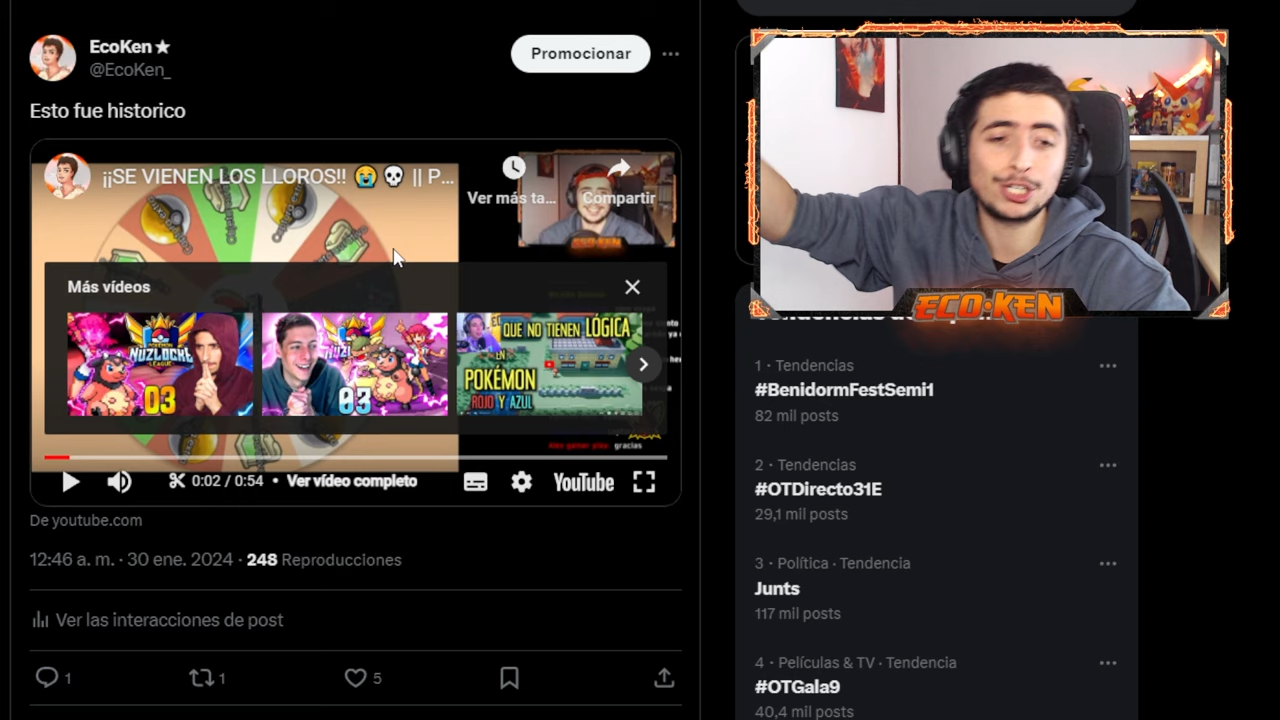 EcoKen ★
@EcoKen_
Promocionar
Esto fue historico
¡¡SE VIENEN LOS LLOROS!! 😭 💀 || P...
Ver más ta...
Compartir
Más vídeos
POKÉMON
NUZLOCKE
LEAGUE
03
03
QUE NO TIENEN LÓGICA
EN
POKÉMON
ROJO Y AZUL
gracias
0:02 / 0:54 • Ver vídeo completo
YouTube
De youtube.com
12:46 a. m. · 30 ene. 2024 · 248 Reproducciones
Ver las interacciones de post
1
1
5
ECO·KEN
1 · Tendencias
#BenidormFestSemi1
82 mil posts
2 · Tendencias
#OTDirecto31E
29,1 mil posts
3 · Política · Tendencia
Junts
117 mil posts
4 · Películas & TV · Tendencia
#OTGala9
40,4 mil posts